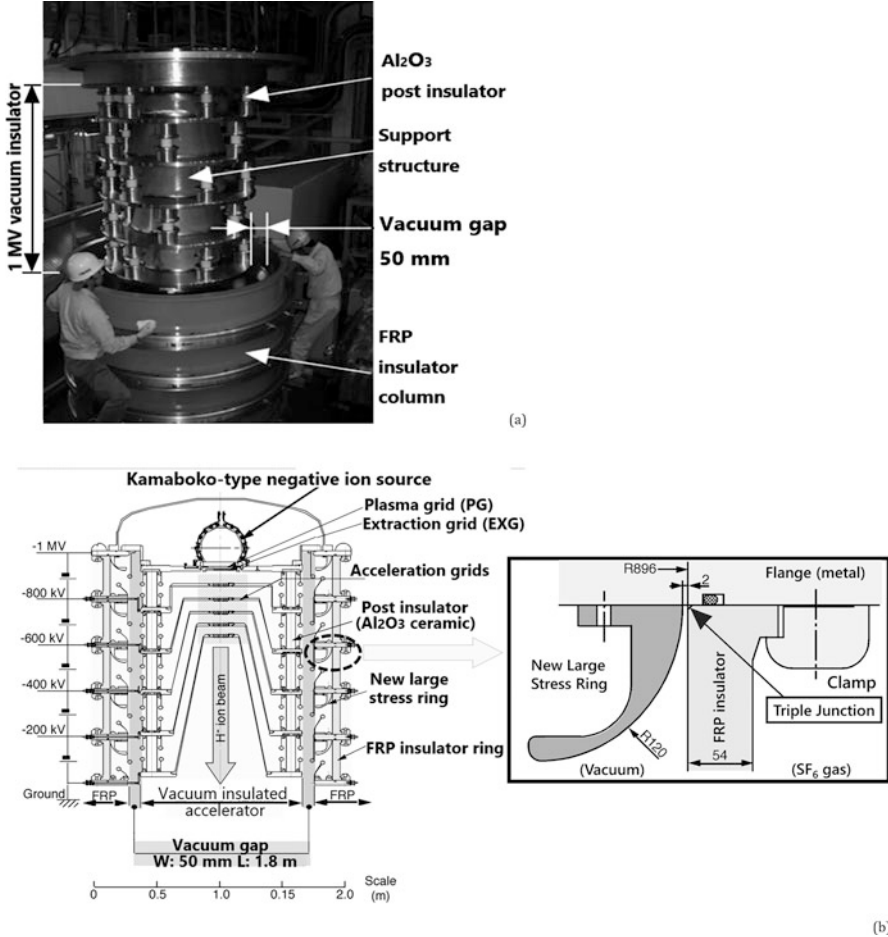 1 MV vacuum insulator
Al₂O₃
post insulator
Support
structure
Vacuum gap
50 mm
FRP
insulator
column
(a)
Kamaboko-type negative ion source
Plasma grid (PG)
Extraction grid (EXG)
Acceleration grids
Post insulator
(Al₂O₃ ceramic)
New large
stress ring
FRP insulator ring
-1 MV
-800 kV
-600 kV
-400 kV
-200 kV
Ground
H⁻ ion beam
FRP
Vacuum insulated
accelerator
FRP
Vacuum gap
W: 50 mm L: 1.8 m
0 0.5 1.0 0.15 2.0
Scale
(m)
R896
2
Flange (metal)
New Large
Stress Ring
FRP insulator
Clamp
Triple Junction
R120
54
(Vacuum)
(SF₆ gas)
(b)